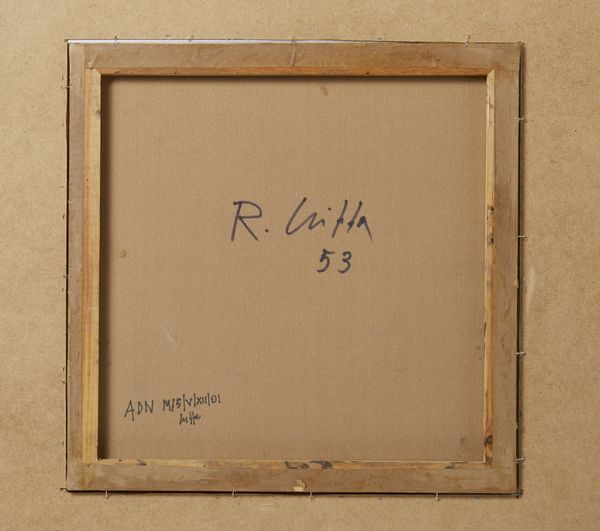 R. Litta
53
ADN M/5/V/XII/01
Litta